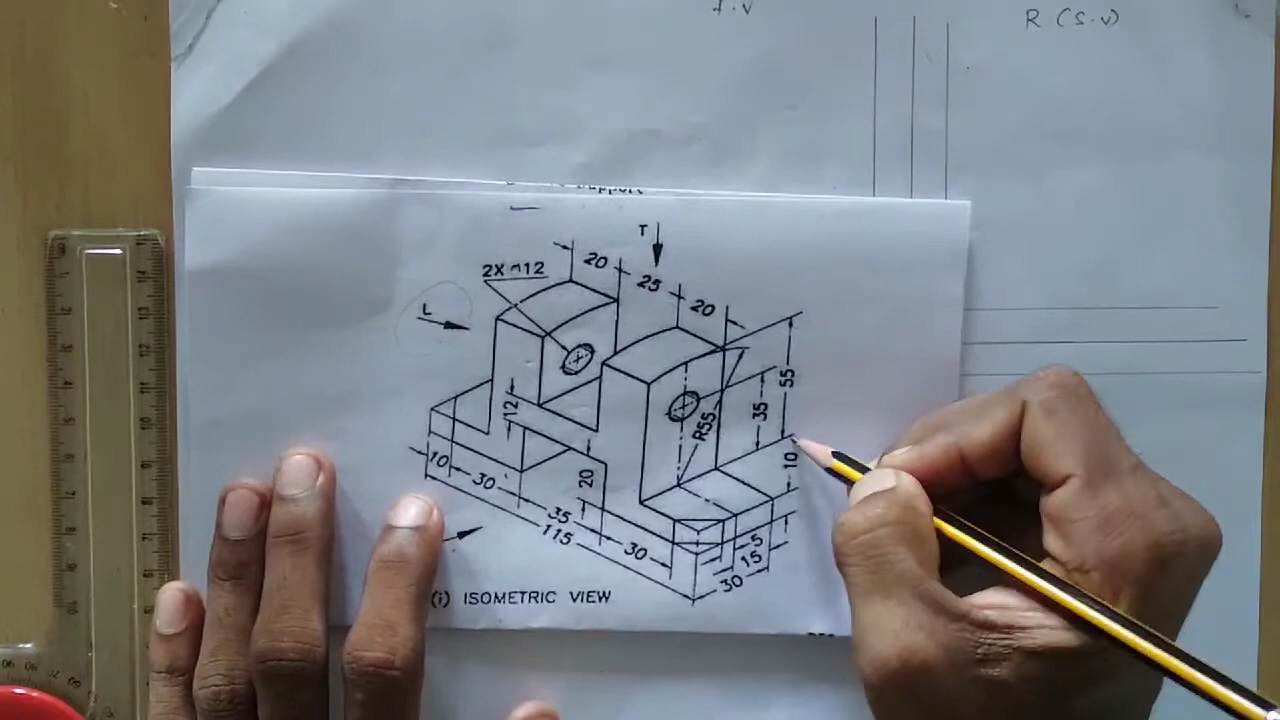 f.v
R (S.v)
Support
T
2X ⌀12
20
25
20
L
55
35
12
R55
10
20
10
30
35
115
30
5
15
30
(i) ISOMETRIC VIEW